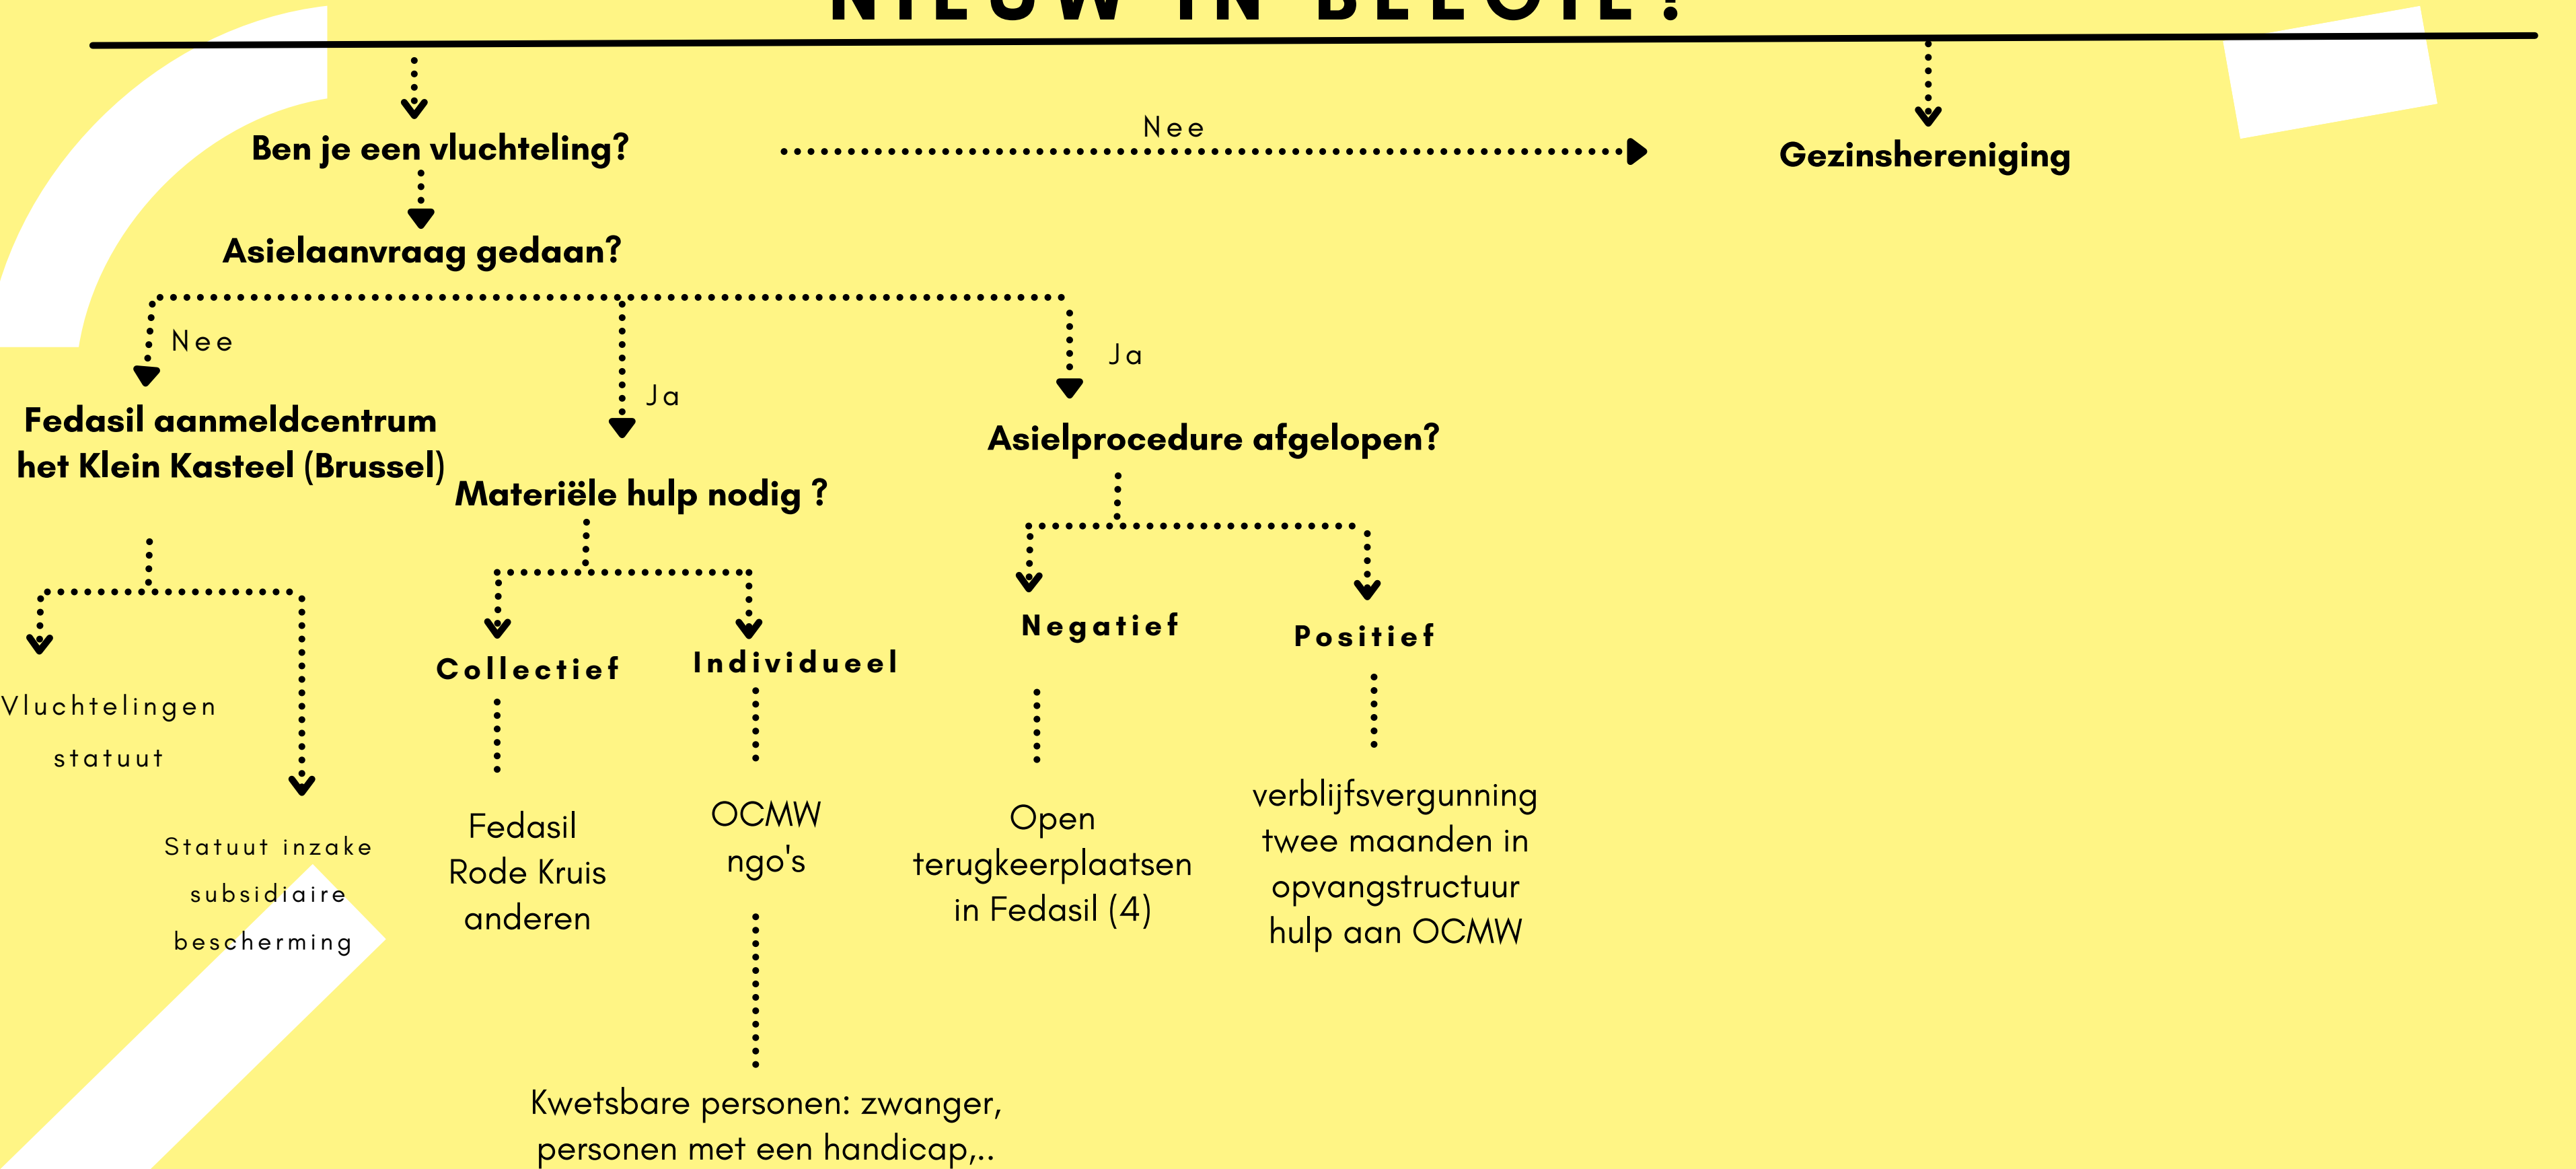 NIEUW IN BELGIË?
Ben je een vluchteling?
Nee
Gezinshereniging
Asielaanvraag gedaan?
Nee
Ja
Ja
Fedasil aanmeldcentrum
het Klein Kasteel (Brussel)
Materiële hulp nodig ?
Asielprocedure afgelopen?
Vluchtelingen
statuut
Statuut inzake
subsidiaire
bescherming
Collectief
Individueel
Negatief
Positief
Fedasil
Rode Kruis
anderen
OCMW
ngo's
Kwetsbare personen: zwanger,
personen met een handicap,..
Open
terugkeerplaatsen
in Fedasil (4)
verblijfsvergunning
twee maanden in
opvangstructuur
hulp aan OCMW